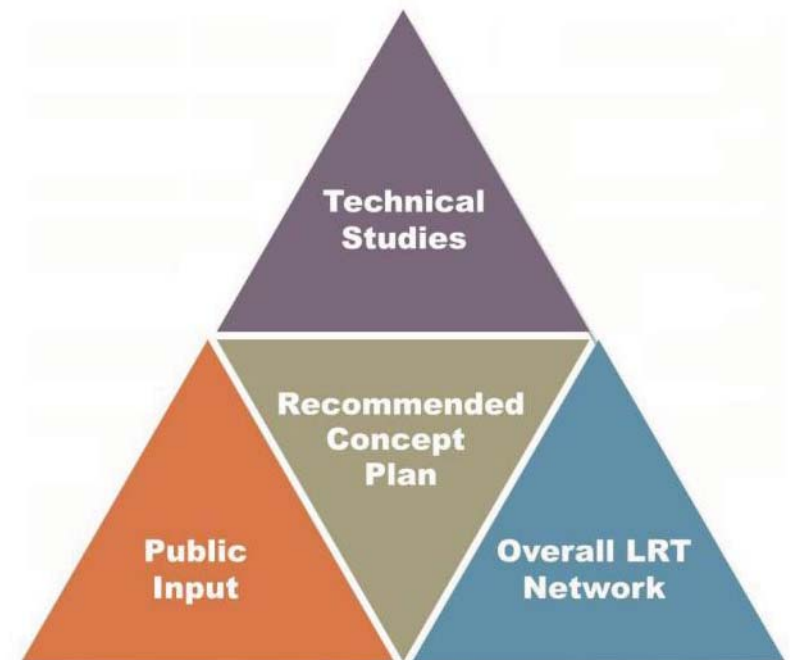 Technical
Studies
Recommended
Concept
Plan
Public
Input
Overall LRT
Network